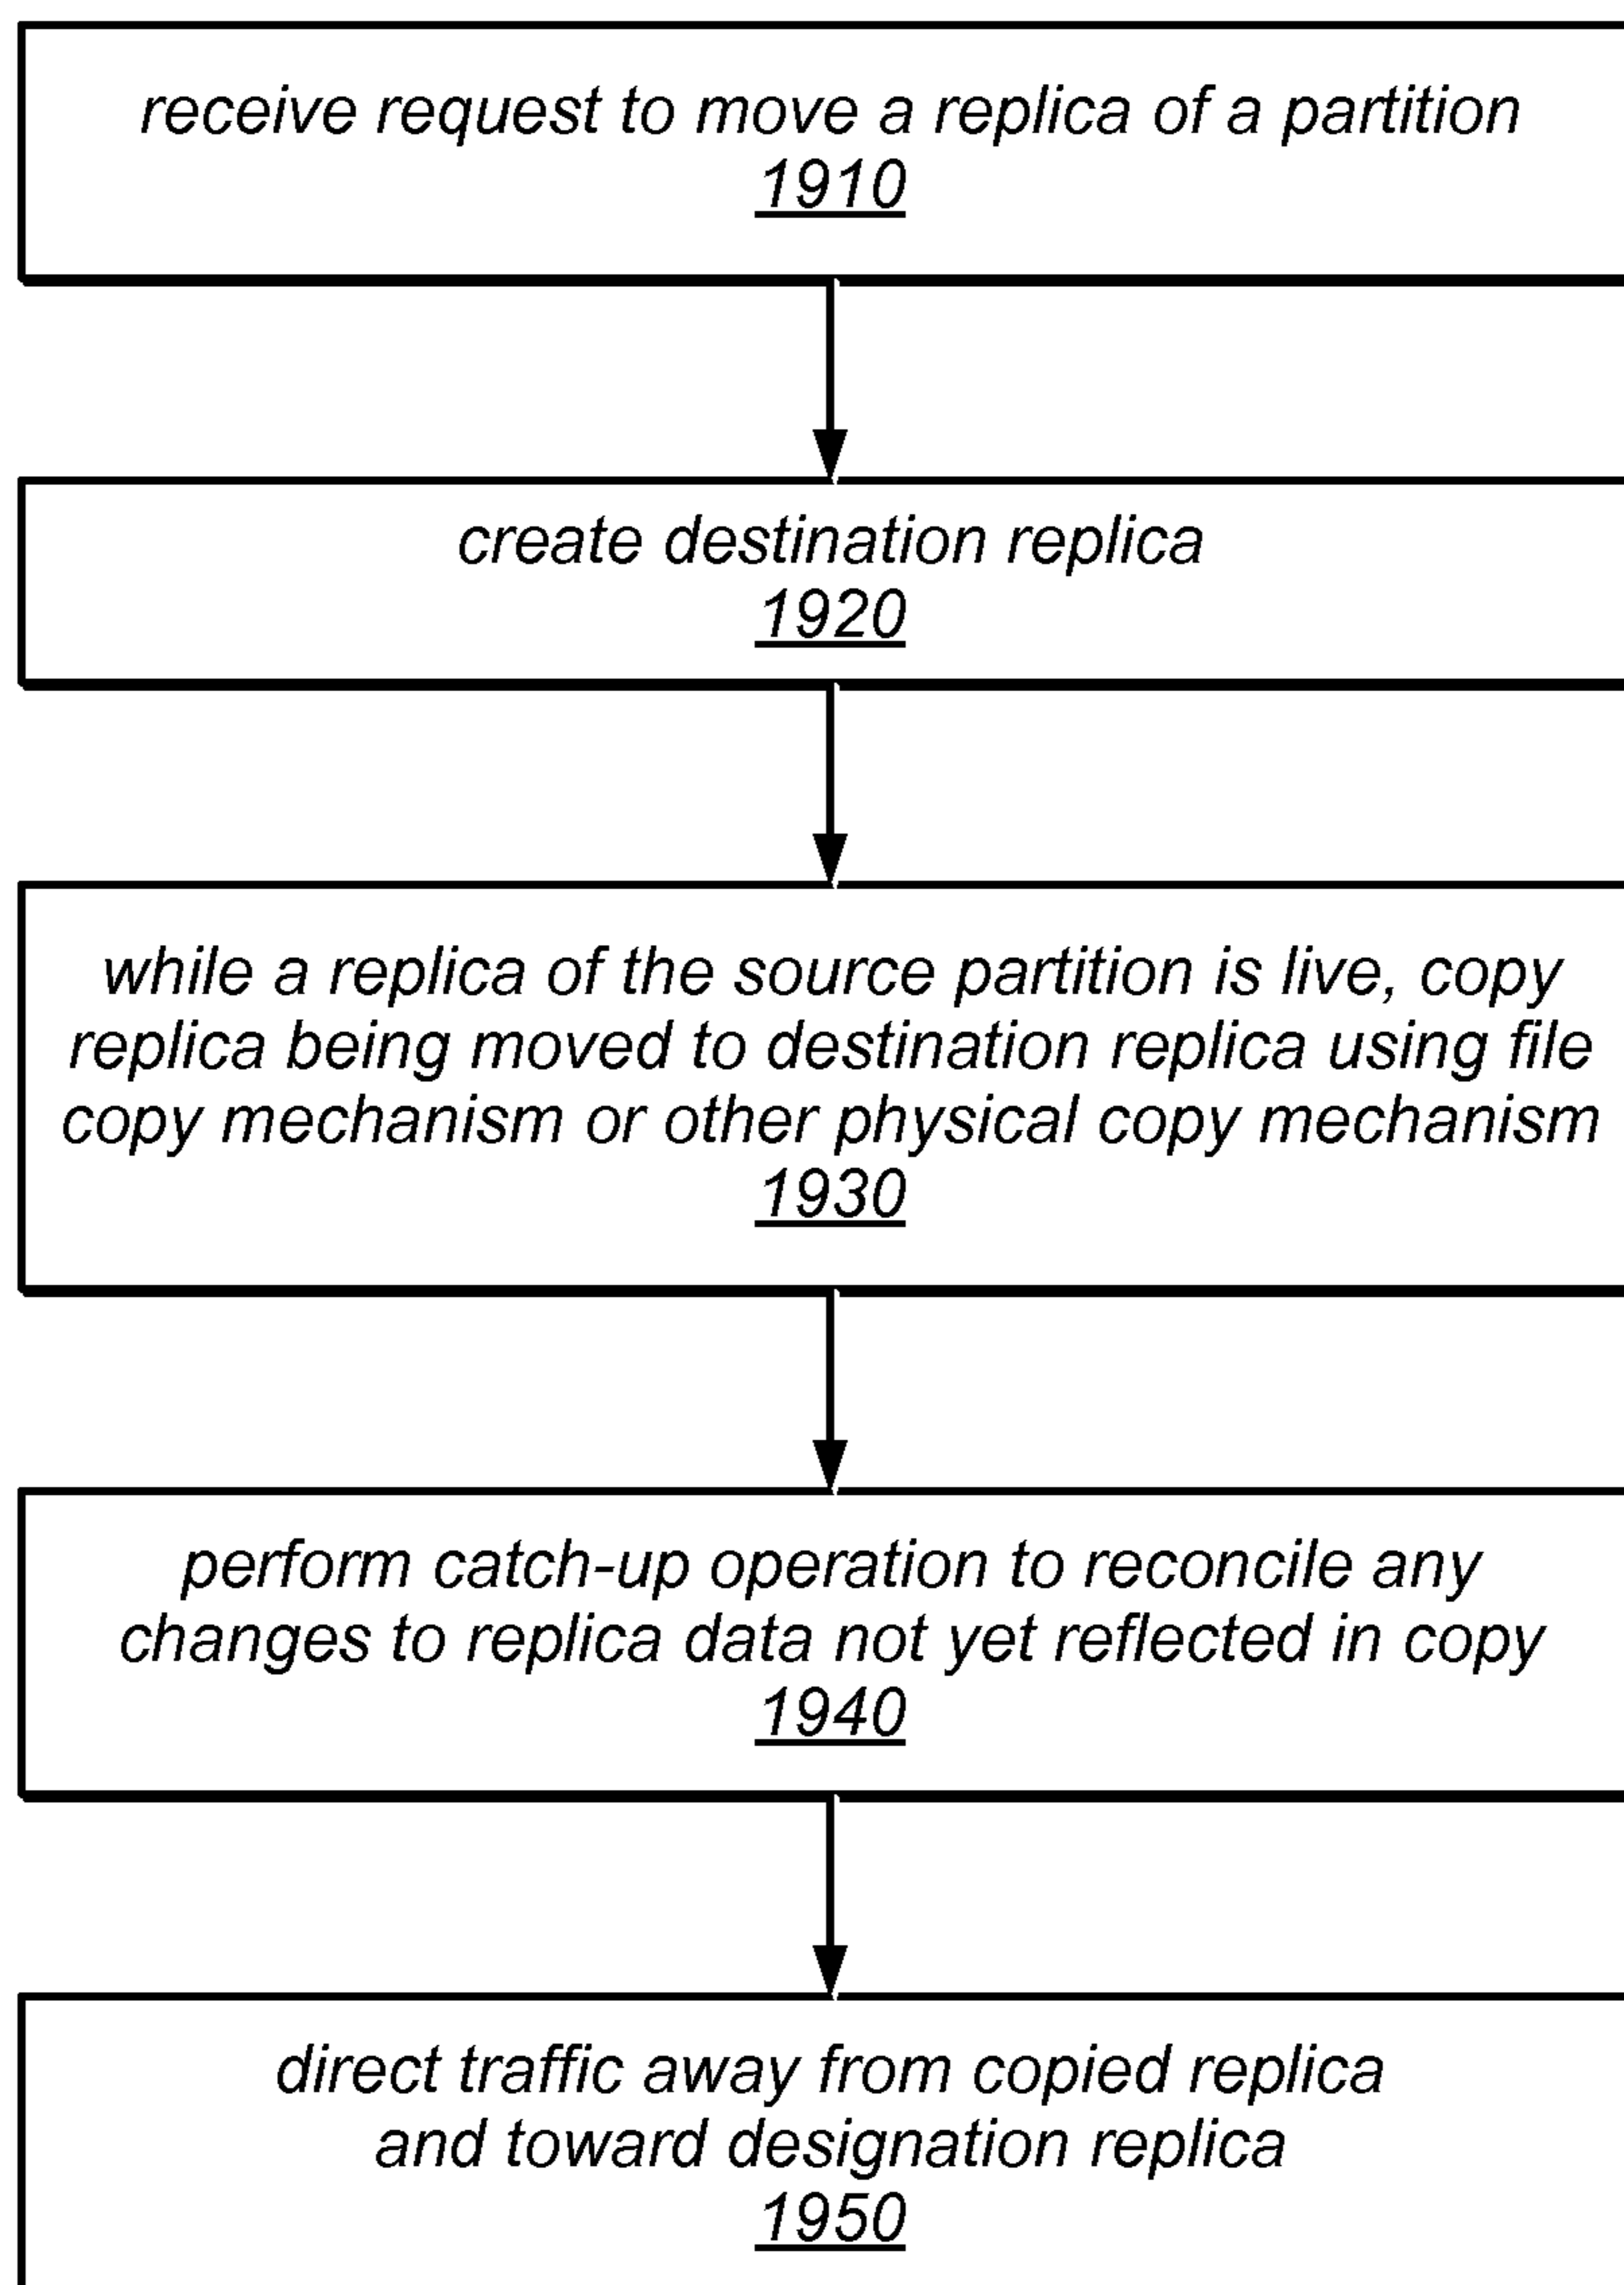 receive request to move a replica of a partition
1910
create destination replica
1920
while a replica of the source partition is live, copy
replica being moved to destination replica using file
copy mechanism or other physical copy mechanism
1930
perform catch-up operation to reconcile any
changes to replica data not yet reflected in copy
1940
direct traffic away from copied replica
and toward designation replica
1950